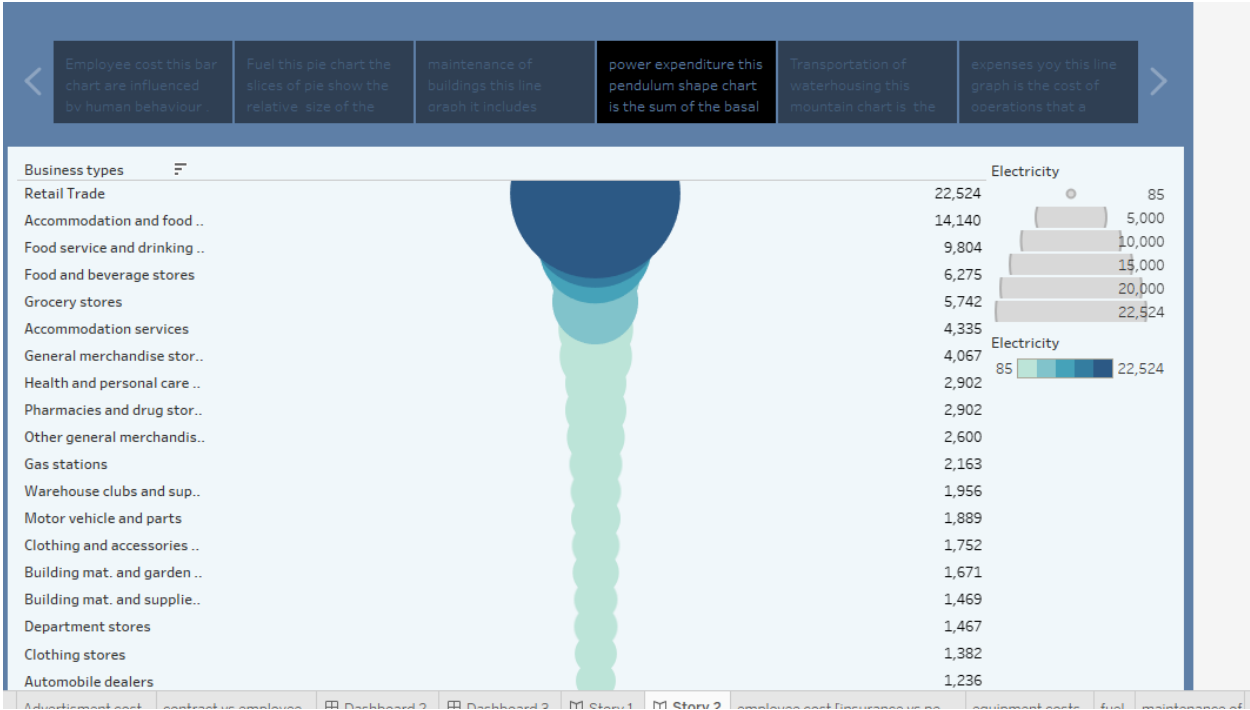 Employee cost this bar
chart are influenced
by human behaviour .
Fuel this pie chart the
slices of pie show the
relative size of the
maintenance of
buildings this line
graph it includes
power expenditure this
pendulum shape chart
is the sum of the basal
Transportation of
waterhousing this
mountain chart is the
expenses yoy this line
graph is the cost of
operations that a
Business types
Retail Trade 22,524
Accommodation and food .. 14,140
Food service and drinking .. 9,804
Food and beverage stores 6,275
Grocery stores 5,742
Accommodation services 4,335
General merchandise stor.. 4,067
Health and personal care .. 2,902
Pharmacies and drug stor.. 2,902
Other general merchandis.. 2,600
Gas stations 2,163
Warehouse clubs and sup.. 1,956
Motor vehicle and parts 1,889
Clothing and accessories .. 1,752
Building mat. and garden .. 1,671
Building mat. and supplie.. 1,469
Department stores 1,467
Clothing stores 1,382
Automobile dealers 1,236
Electricity
85
5,000
10,000
15,000
20,000
22,524
Electricity
85 22,524
Advertisment cost contract vs employee Dashboard 2 Dashboard 3 Story 1 Story 2 employee cost [insurance vs pe... equipment costs fuel maintenance of